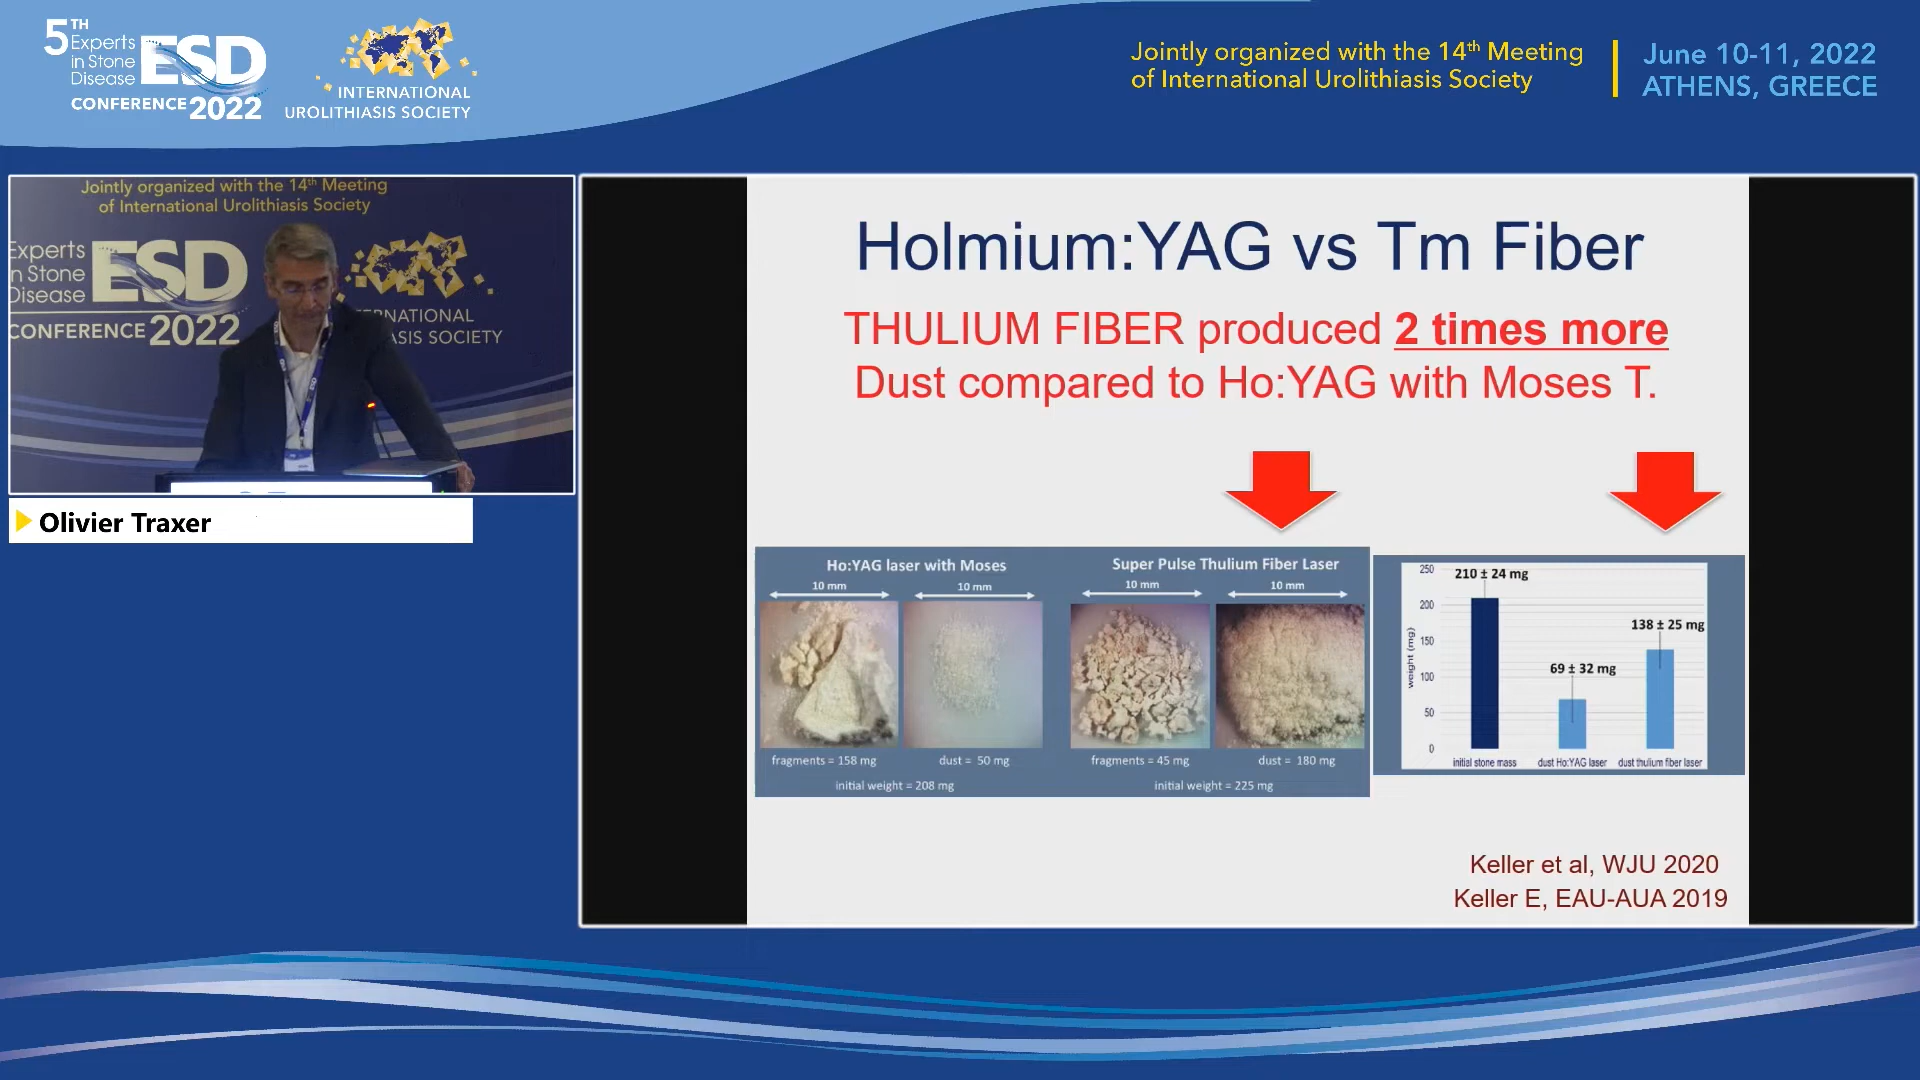 5TH Experts in Stone Disease
ESD
CONFERENCE 2022
INTERNATIONAL
UROLITHIASIS SOCIETY
Jointly organized with the 14th Meeting
of International Urolithiasis Society
June 10-11, 2022
ATHENS, GREECE
Jointly organized with the 14th Meeting
of International Urolithiasis Society
Experts
in Stone
Disease
ESD
CONFERENCE 2022
Olivier Traxer
Holmium:YAG vs Tm Fiber
THULIUM FIBER produced 2 times more
Dust compared to Ho:YAG with Moses T.
Ho:YAG laser with Moses
10 mm
10 mm
fragments = 158 mg
dust = 50 mg
initial weight = 208 mg
Super Pulse Thulium Fiber Laser
10 mm
10 mm
fragments = 45 mg
dust = 180 mg
initial weight = 225 mg
weight (mg)
250
200
150
100
50
0
210 ± 24 mg
69 ± 32 mg
138 ± 25 mg
initial stone mass
dust Ho:YAG laser
dust thulium fiber laser
Keller et al, WJU 2020
Keller E, EAU-AUA 2019